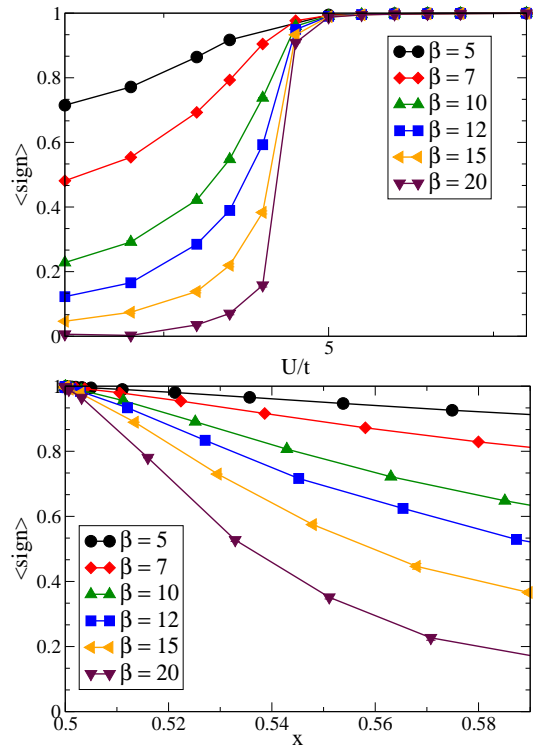 1
0.8
0.6
0.4
0.2
0
<sign>
β = 5
β = 7
β = 10
β = 12
β = 15
β = 20
5
U/t
1
0.8
0.6
0.4
0.2
0
<sign>
β = 5
β = 7
β = 10
β = 12
β = 15
β = 20
0.5 0.52 0.54 0.56 0.58
x